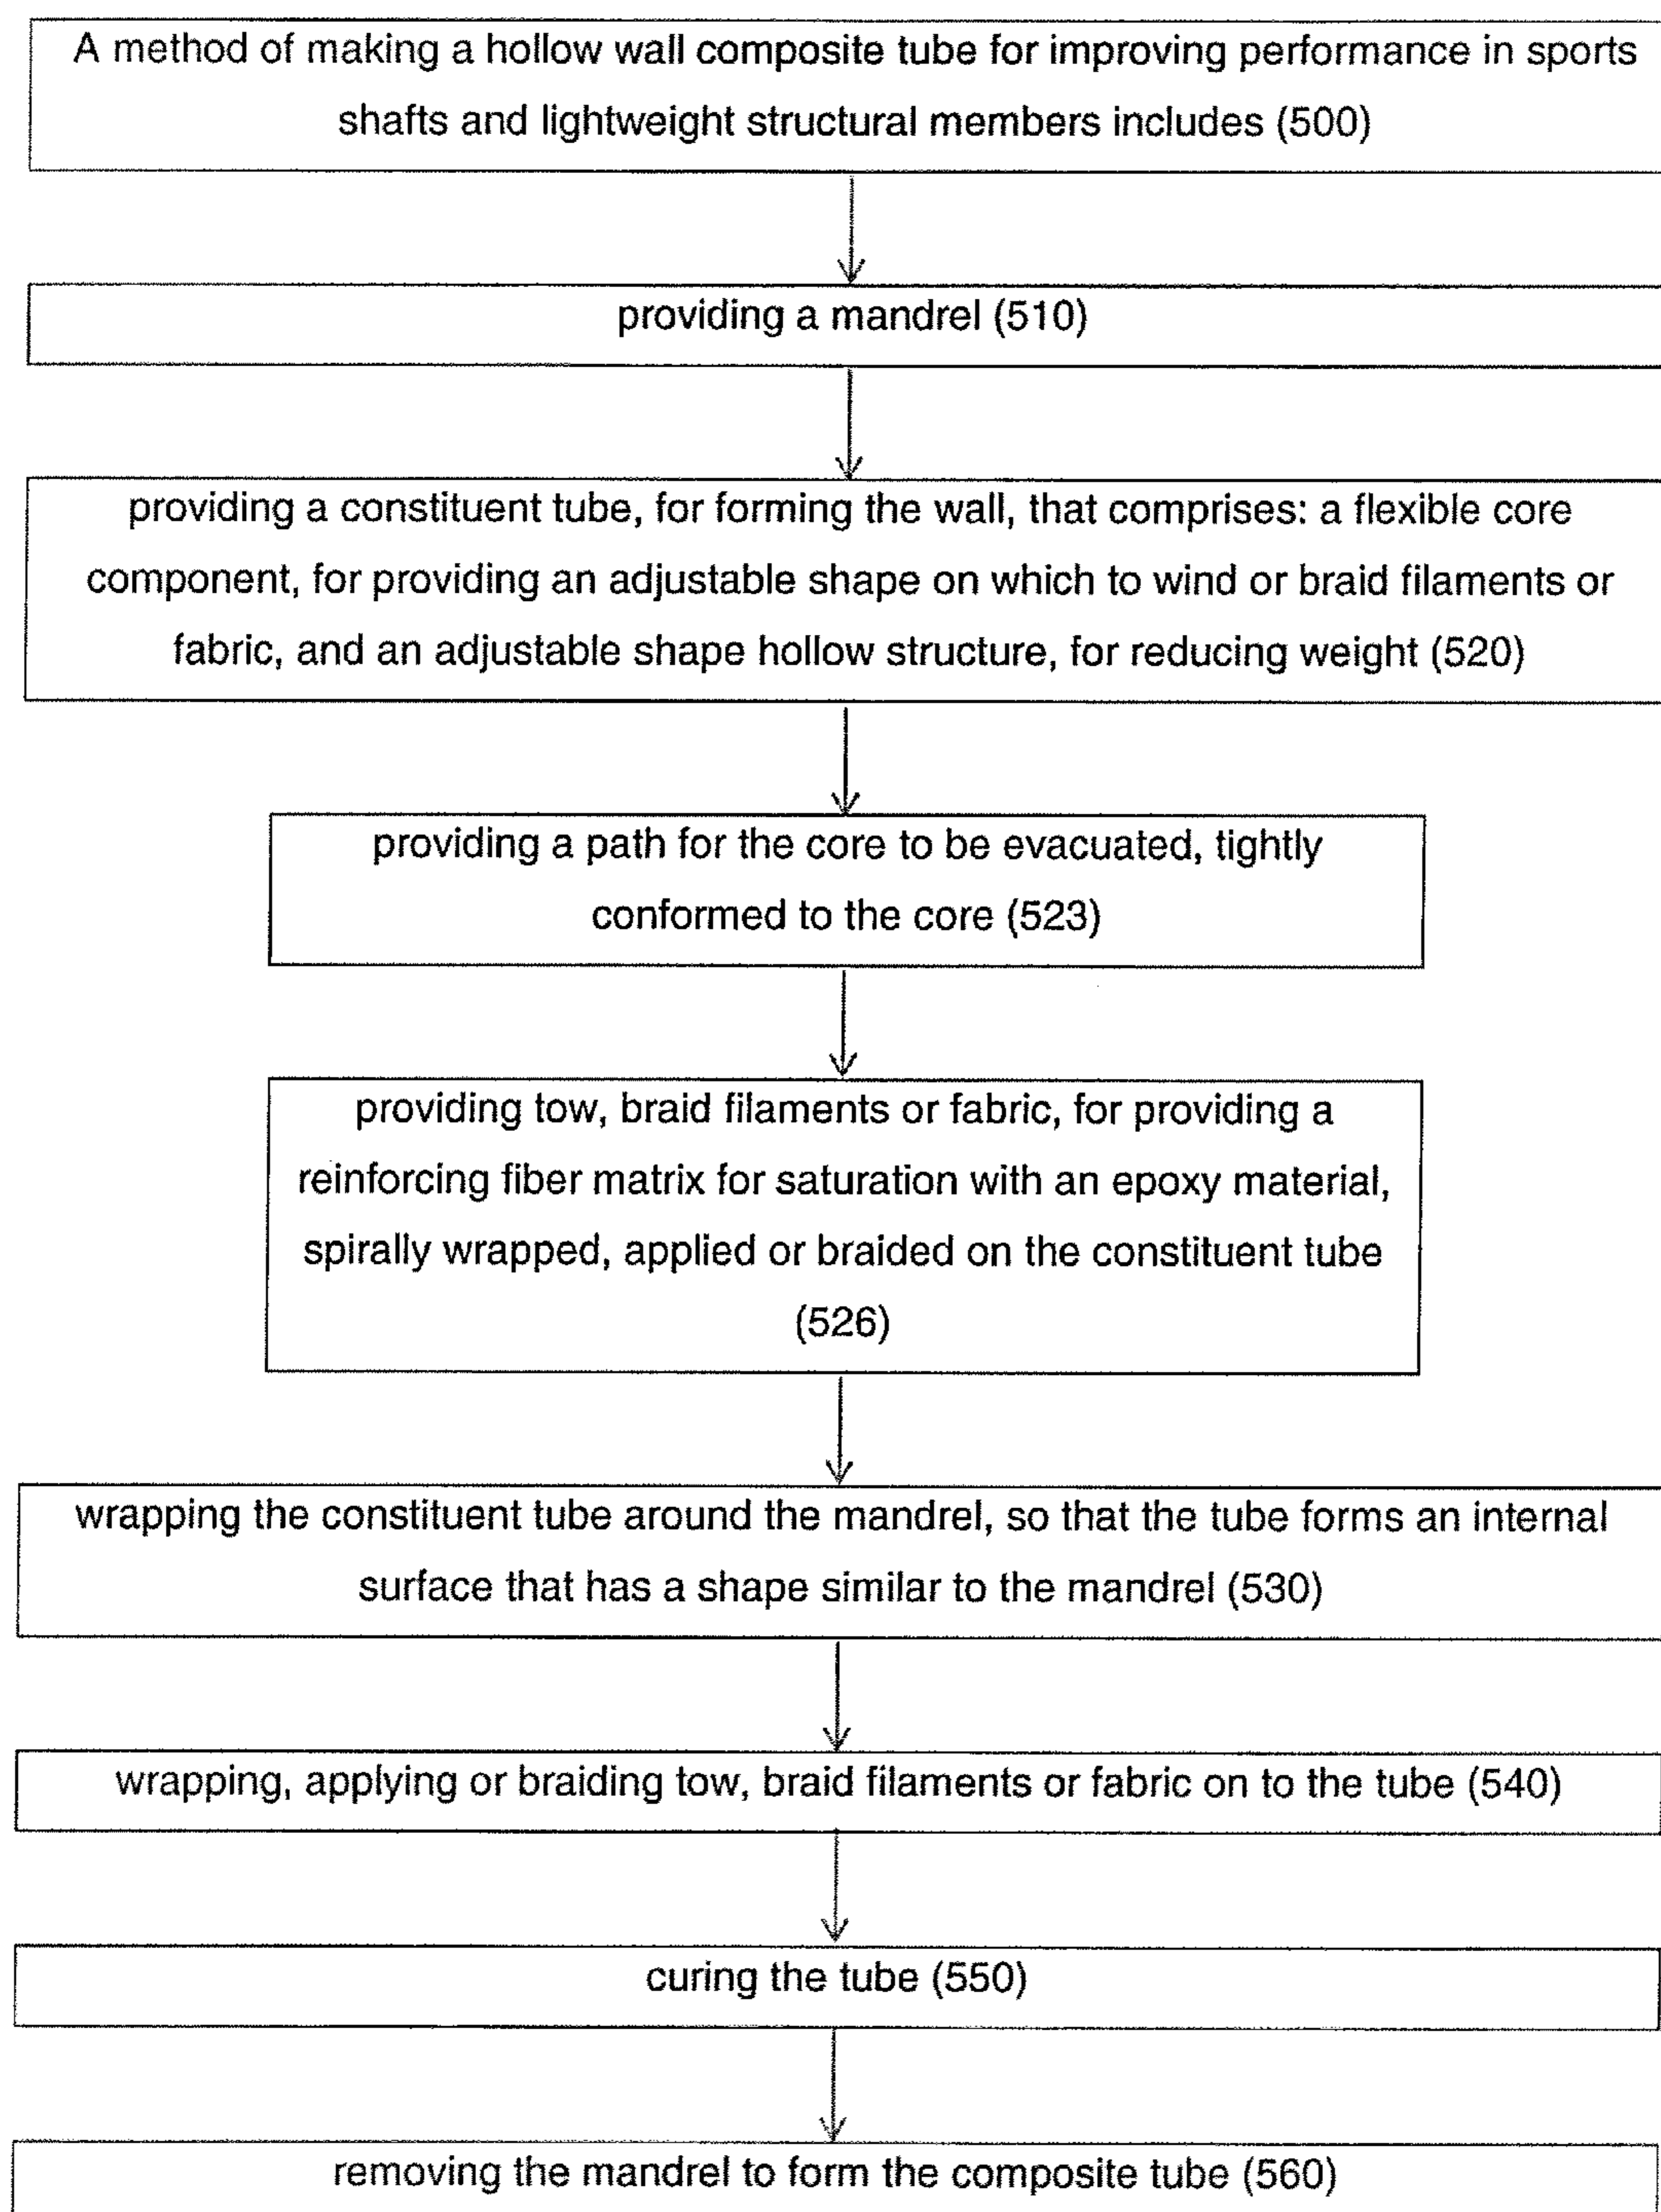 A method of making a hollow wall composite tube for improving performance in sports
shafts and lightweight structural members includes (500)
providing a mandrel (510)
providing a constituent tube, for forming the wall, that comprises: a flexible core
component, for providing an adjustable shape on which to wind or braid filaments or
fabric, and an adjustable shape hollow structure, for reducing weight (520)
providing a path for the core to be evacuated, tightly
conformed to the core (523)
providing tow, braid filaments or fabric, for providing a
reinforcing fiber matrix for saturation with an epoxy material,
spirally wrapped, applied or braided on the constituent tube
(526)
wrapping the constituent tube around the mandrel, so that the tube forms an internal
surface that has a shape similar to the mandrel (530)
wrapping, applying or braiding tow, braid filaments or fabric on to the tube (540)
curing the tube (550)
removing the mandrel to form the composite tube (560)